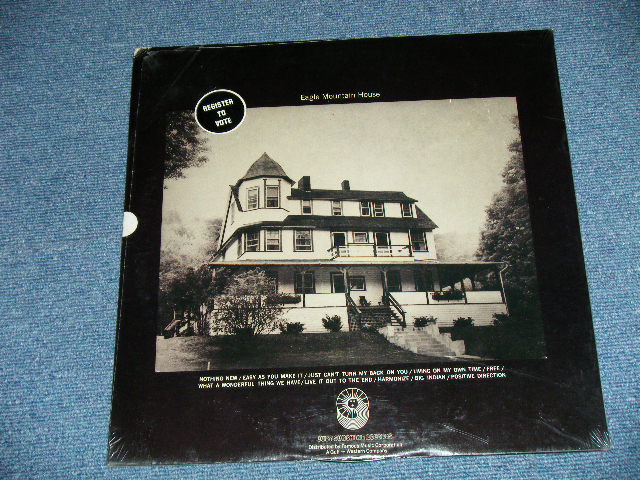 Eagle Mountain House
REGISTER
TO
VOTE
NOTHING NEW / EASY AS YOU MAKE IT / JUST CAN'T TURN MY BACK ON YOU / LIVING ON MY OWN TIME / FREE /
WHAT A WONDERFUL THING WE HAVE / LIVE IT OUT TO THE END / HARMONIZE / BIG INDIAN / POSITIVE DIRECTION
Distributed by Famous Music Corporation
A Gulf + Western Company